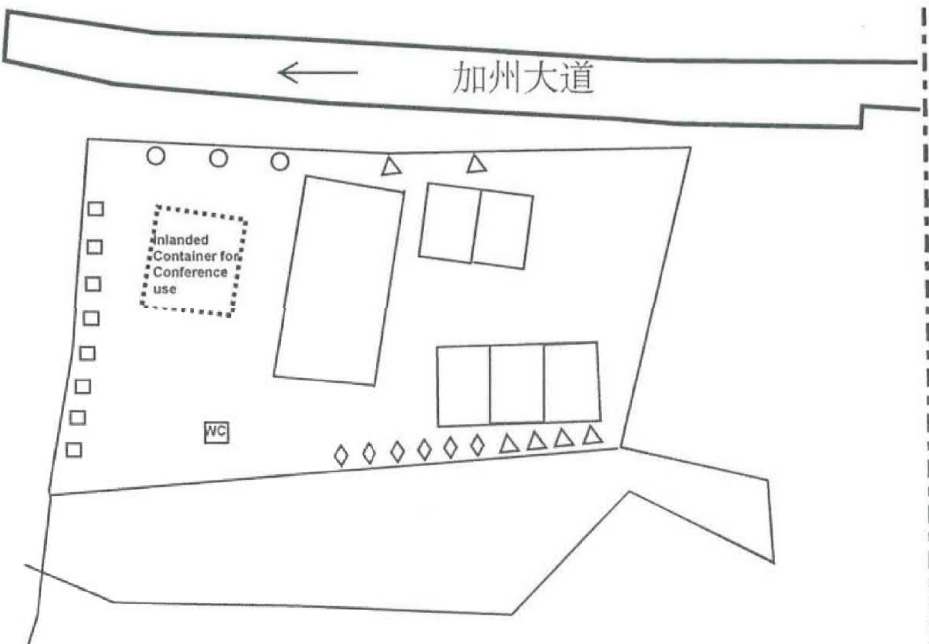 加州大道
Inlanded
Container for
Conference
use
WC